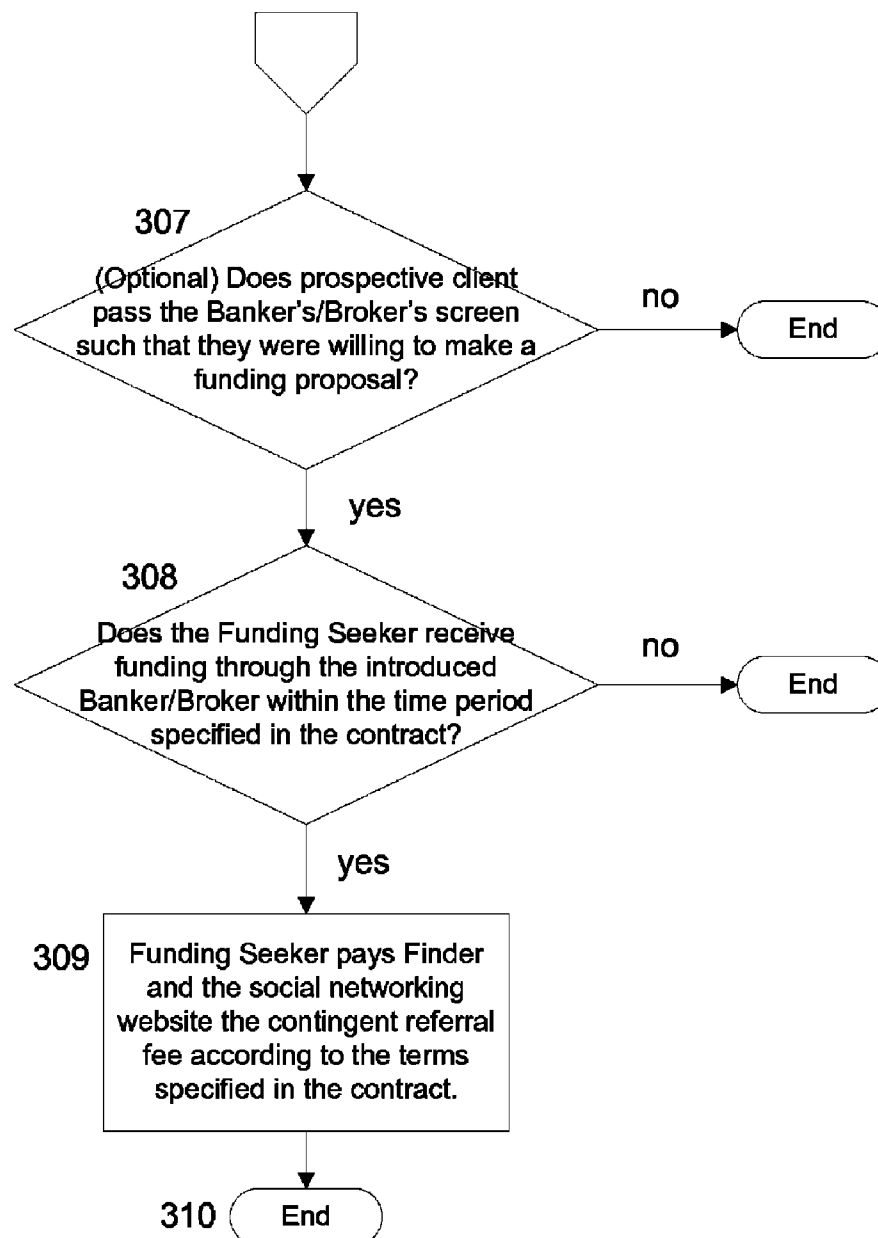 307
(Optional) Does prospective client
pass the Banker's/Broker's screen
such that they were willing to make a
funding proposal?
no
End
yes
308
Does the Funding Seeker receive
funding through the introduced
Banker/Broker within the time period
specified in the contract?
no
End
yes
309
Funding Seeker pays Finder
and the social networking
website the contingent referral
fee according to the terms
specified in the contract.
310
End